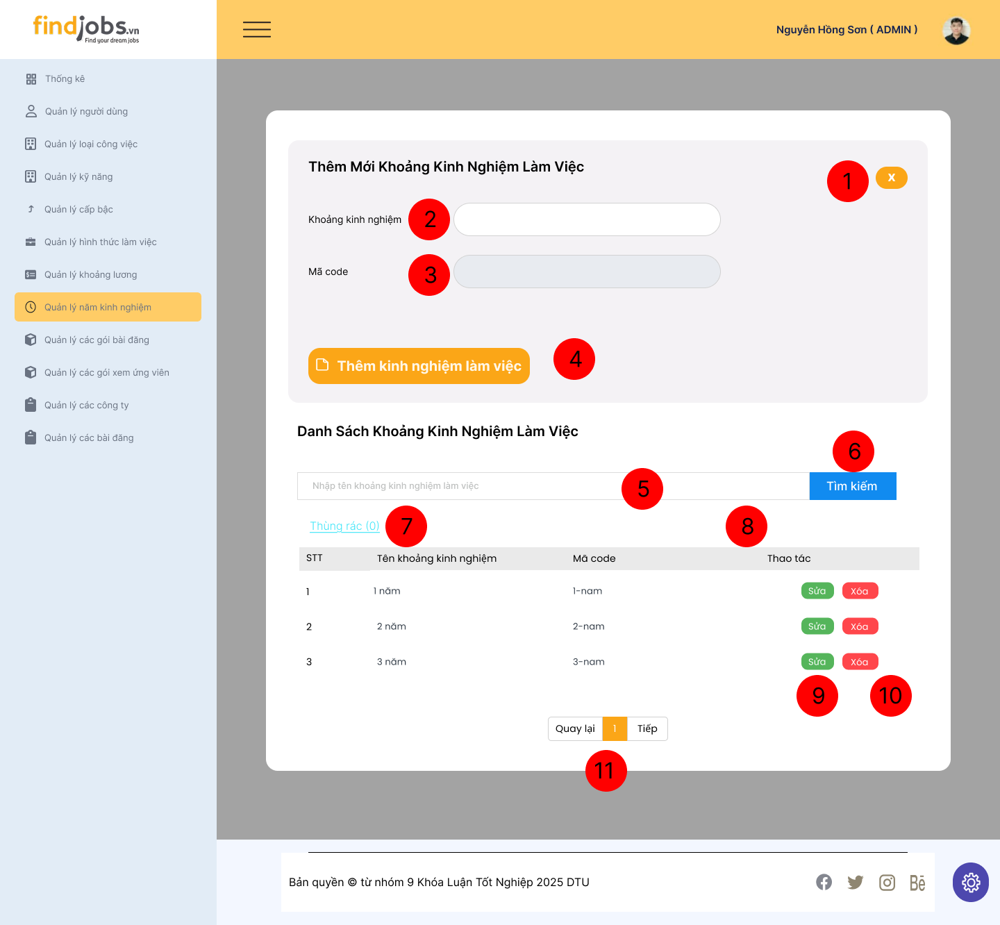 findjobs.vn
Find your dream jobs
Nguyễn Hồng Sơn ( ADMIN )
Thống kê
Quản lý người dùng
Quản lý loại công việc
Quản lý kỹ năng
Quản lý cấp bậc
Quản lý hình thức làm việc
Quản lý khoảng lương
Quản lý năm kinh nghiệm
Quản lý các gói bài đăng
Quản lý các gói xem ứng viên
Quản lý các công ty
Quản lý các bài đăng
Thêm Mới Khoảng Kinh Nghiệm Làm Việc
1 X
Khoảng kinh nghiệm 2
Mã code 3
Thêm kinh nghiệm làm việc 4
Danh Sách Khoảng Kinh Nghiệm Làm Việc
6
Nhập tên khoảng kinh nghiệm làm việc 5 Tìm kiếm
Thùng rác (0) 7 8
STT Tên khoảng kinh nghiệm Mã code Thao tác
1 1 năm 1-nam Sửa Xóa
2 2 năm 2-nam Sửa Xóa
3 3 năm 3-nam Sửa Xóa
9 10
Quay lại 1 Tiếp
11
Bản quyền © từ nhóm 9 Khóa Luận Tốt Nghiệp 2025 DTU